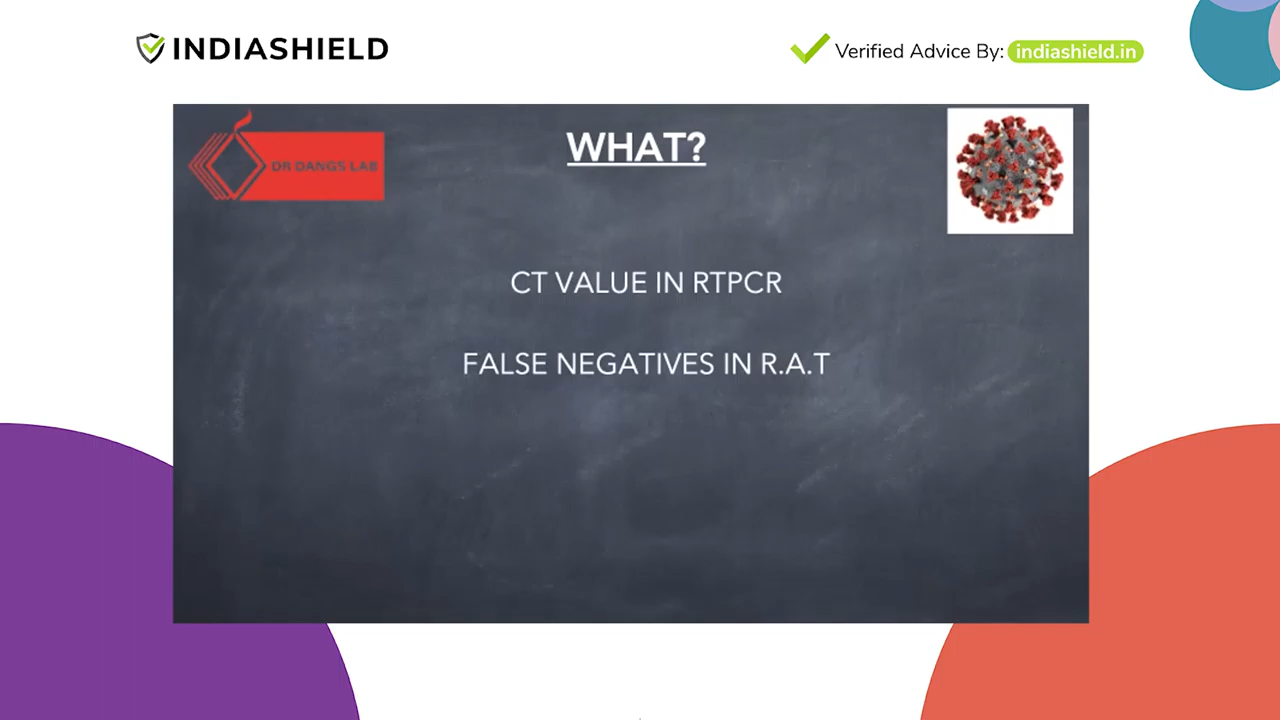 INDIASHIELD
Verified Advice By: indiashield.in
DR DANGS LAB
WHAT?
CT VALUE IN RTPCR
FALSE NEGATIVES IN R.A.T